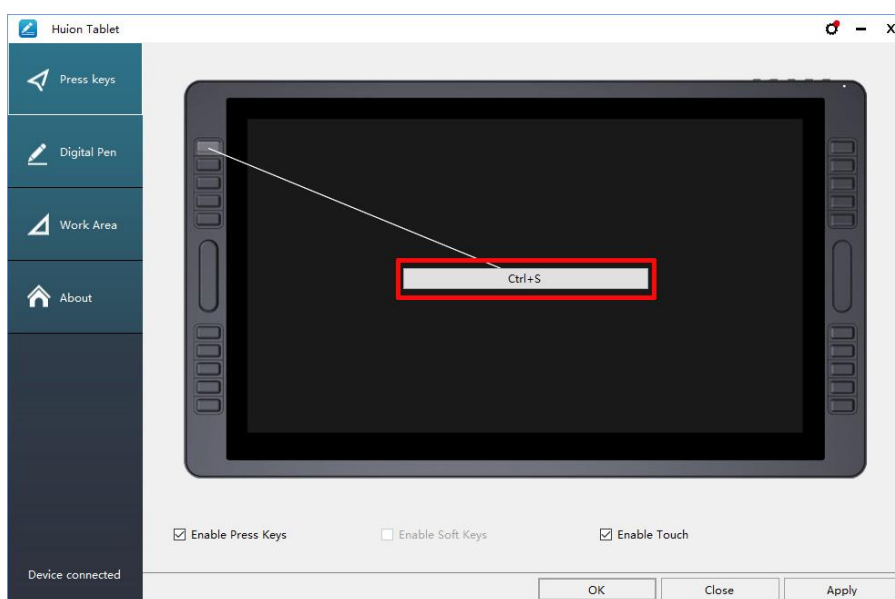 Huion Tablet
Press keys
Digital Pen
Work Area
About
Ctrl+S
Enable Press Keys
Enable Soft Keys
Enable Touch
Device connected
OK
Close
Apply